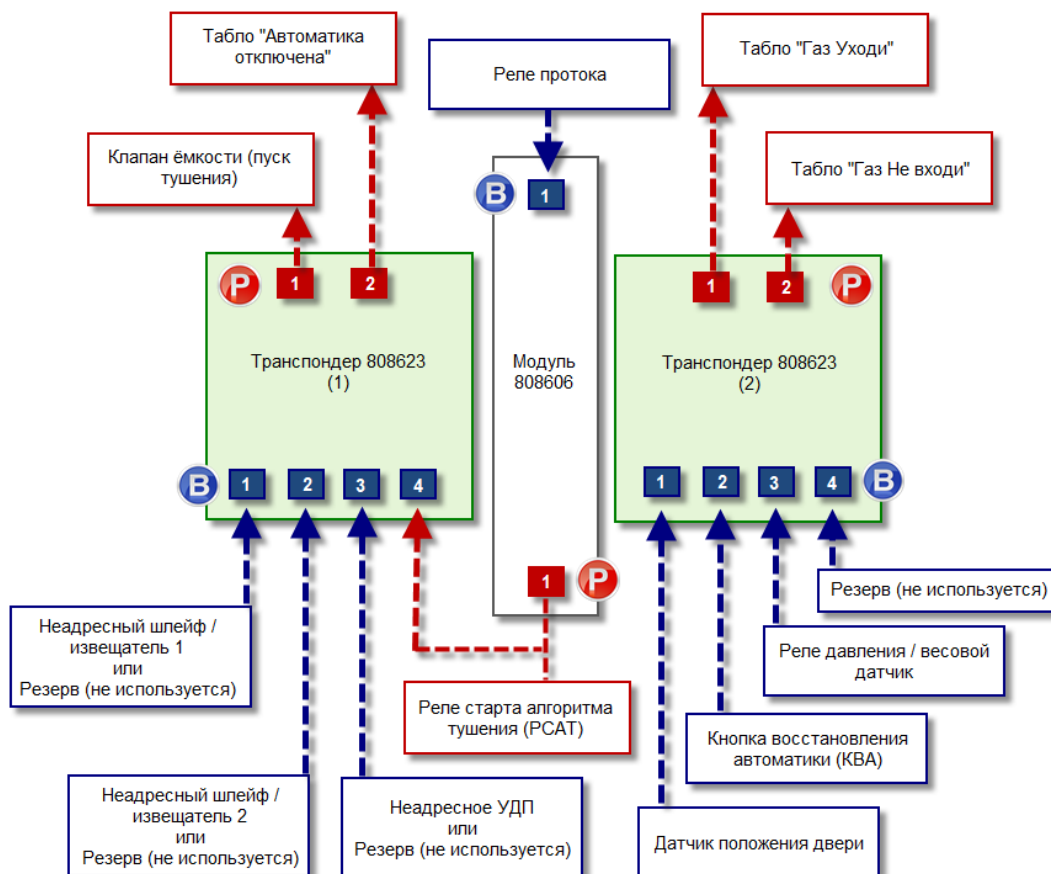 Табло "Автоматика
отключена"
Реле протока
Табло "Газ Уходи"
Клапан ёмкости (пуск
тушения)
Табло "Газ Не входи"
В
1
Р
1
2
1
2
Р
Транспондер 808623
(1)
Модуль
808606
Транспондер 808623
(2)
В
1
2
3
4
1
2
3
4
В
1
Р
Неадресный шлейф /
извещатель 1
или
Резерв (не используется)
Резерв (не используется)
Реле давления / весовой
датчик
Реле старта алгоритма
тушения (РСАТ)
Кнопка восстановления
автоматики (КВА)
Неадресный шлейф /
извещатель 2
или
Резерв (не используется)
Неадресное УДП
или
Резерв (не используется)
Датчик положения двери